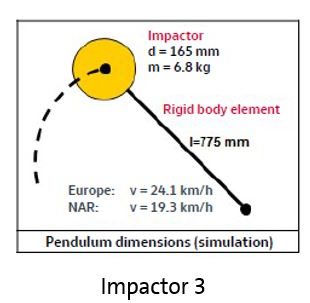 Impactor
d = 165 mm
m = 6.8 kg
Rigid body element
l=775 mm
Europe: v = 24.1 km/h
NAR: v = 19.3 km/h
Pendulum dimensions (simulation)
Impactor 3